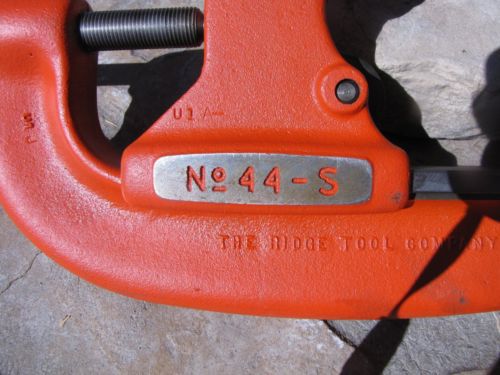 No 44-S
THE RIDGE TOOL COMPANY